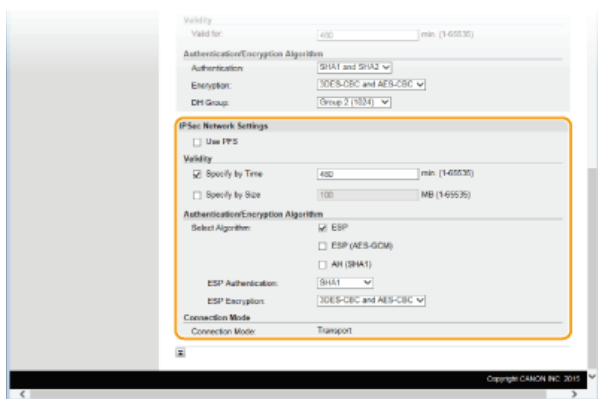 Validity
Valid for: 480 min. (1-65535)
Authentication/Encryption Algorithm
Authentication: SHA1 and SHA2
Encryption: 3DES-CBC and AES-CBC
DH Group: Group 2 (1024)
IPSec Network Settings
Use PFS
Validity
Specify by Time 480 min. (1-65535)
Specify by Size 100 MB (1-65535)
Authentication/Encryption Algorithm
Select Algorithm: ESP
ESP (AES-GCM)
AH (SHA1)
ESP Authentication: SHA1
ESP Encryption: 3DES-CBC and AES-CBC
Connection Mode
Connection Mode: Transport
Copyright CANON INC. 2015